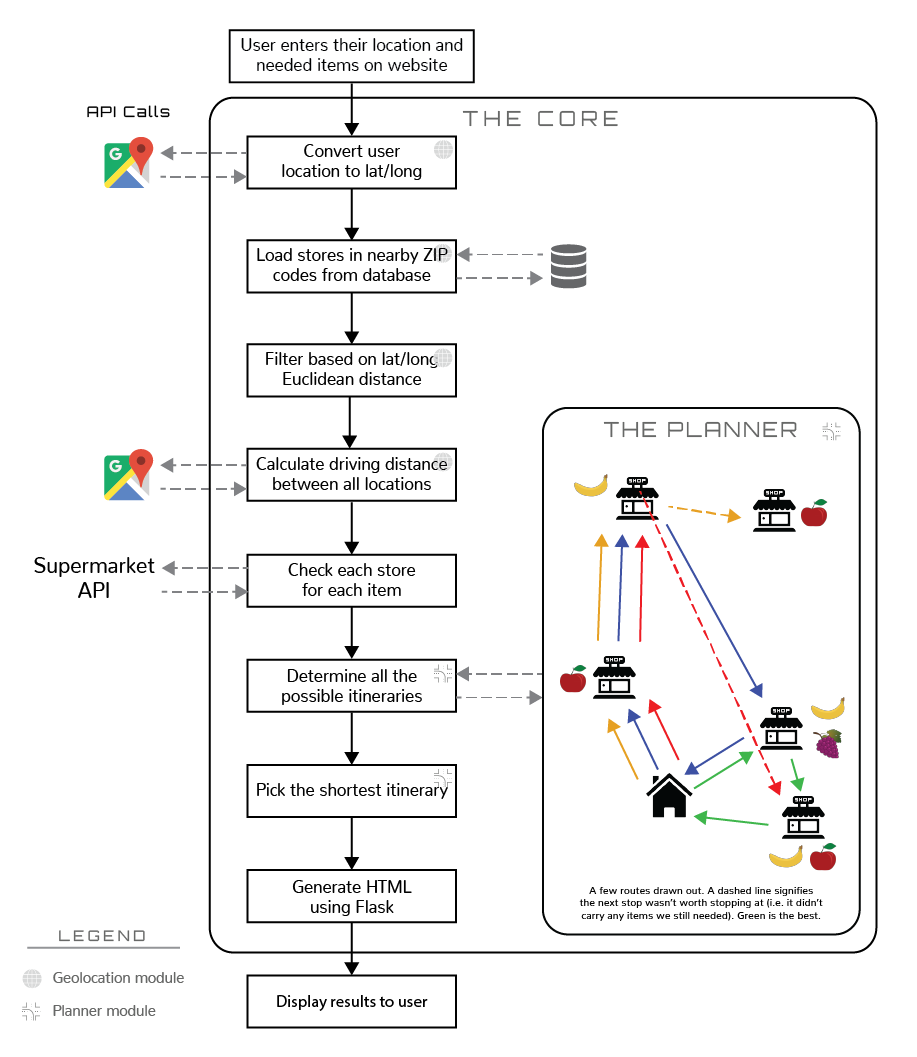 User enters their location and
needed items on website
API Calls
THE CORE
G
Convert user
location to lat/long
Load stores in nearby ZIP
codes from database
Filter based on lat/long
Euclidean distance
THE PLANNER
G
Calculate driving distance
between all locations
SHOP
SHOP
Supermarket
API
Check each store
for each item
Determine all the
possible itineraries
SHOP
SHOP
Pick the shortest itinerary
SHOP
Generate HTML
using Flask
A few routes drawn out. A dashed line signifies
the next stop wasn't worth stopping at (i.e. it didn't
carry any items we still needed). Green is the best.
LEGEND
Geolocation module
Planner module
Display results to user